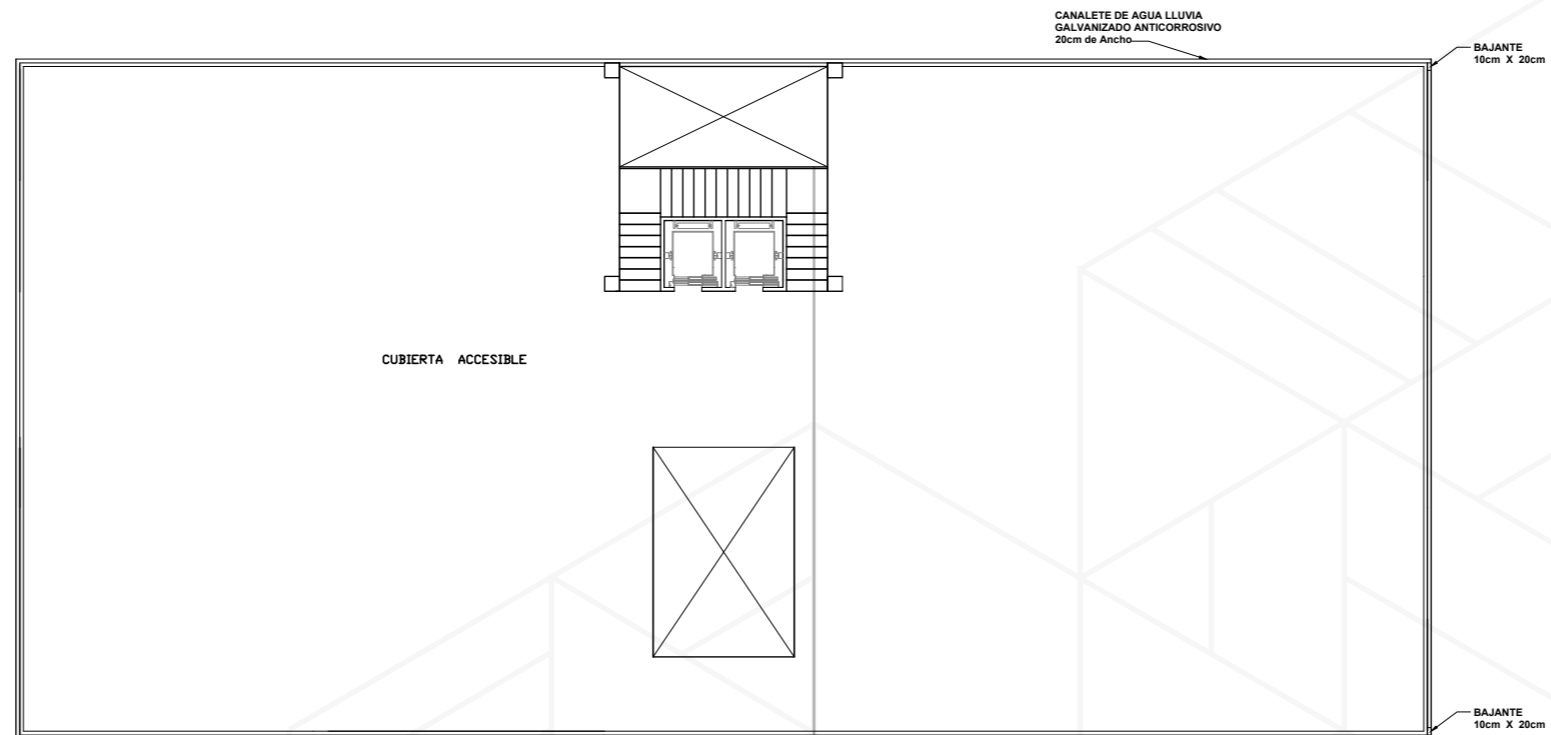 CANALETE DE AGUA LLUVIA
GALVANIZADO ANTICORROSIVO
20cm de Ancho
BAJANTE
10cm X 20cm
CUBIERTA ACCESIBLE
BAJANTE
10cm X 20cm